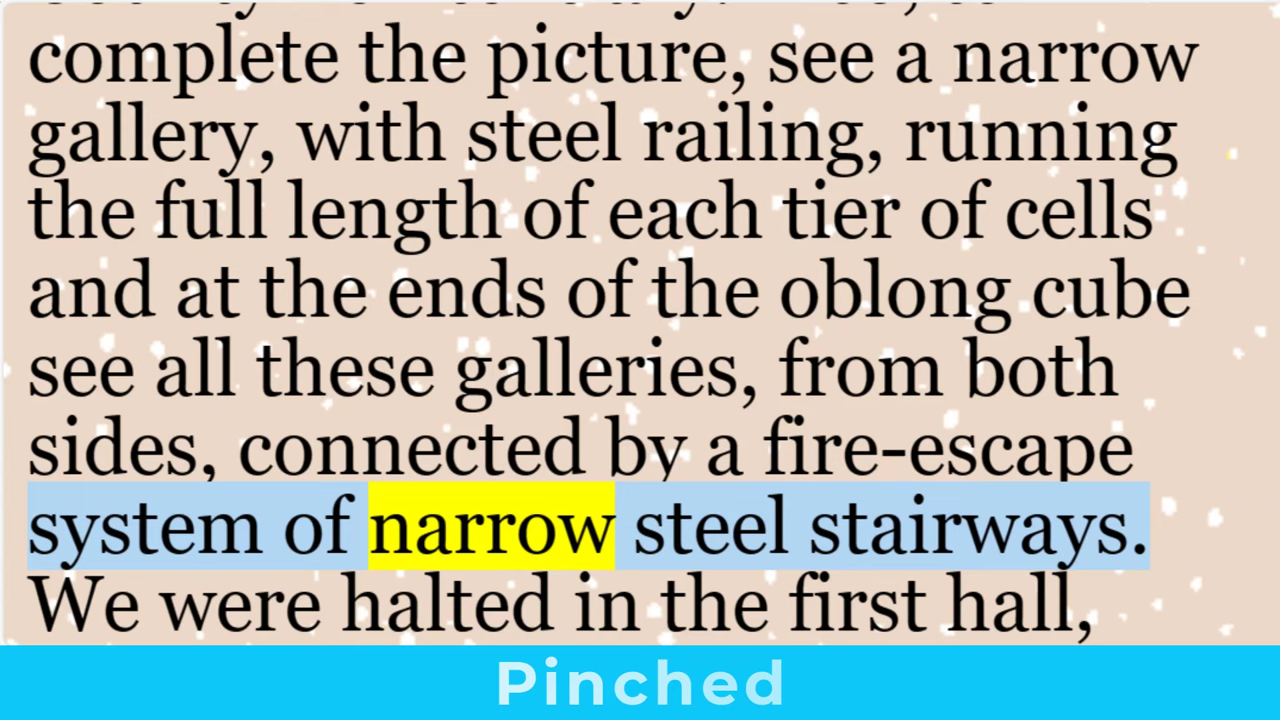 complete the picture, see a narrow
gallery, with steel railing, running
the full length of each tier of cells
and at the ends of the oblong cube
see all these galleries, from both
sides, connected by a fire-escape
system of narrow steel stairways.
We were halted in the first hall,
Pinched